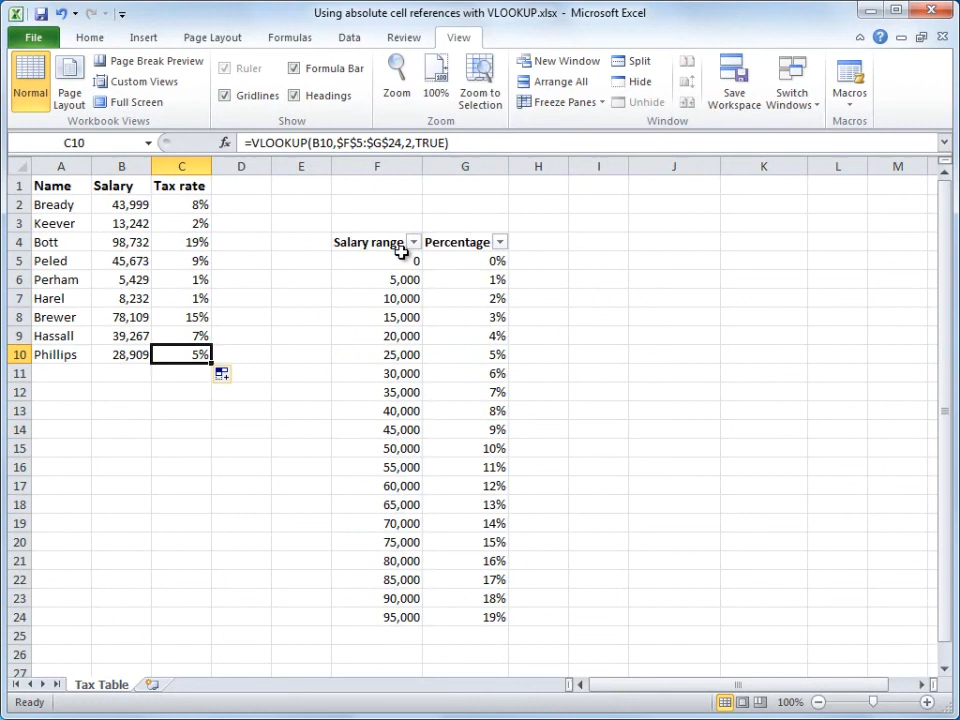 Using absolute cell references with VLOOKUP.xlsx - Microsoft Excel
File Home Insert Page Layout Formulas Data Review View
Normal
Page Layout
Page Break Preview
Custom Views
Full Screen
Workbook Views
Ruler
Formula Bar
Gridlines
Headings
Show
Zoom
100%
Zoom to Selection
Zoom
New Window
Arrange All
Freeze Panes
Split
Hide
Unhide
Save Workspace
Switch Windows
Window
Macros
Macros
C10 fx =VLOOKUP(B10,$F$5:$G$24,2,TRUE)
A B C D E F G H I J K L M
1 Name Salary Tax rate
2 Bready 43,999 8%
3 Keever 13,242 2%
4 Bott 98,732 19% Salary range Percentage
5 Peled 45,673 9% 0 0%
6 Perham 5,429 1% 5,000 1%
7 Harel 8,232 1% 10,000 2%
8 Brewer 78,109 15% 15,000 3%
9 Hassall 39,267 7% 20,000 4%
10 Phillips 28,909 5% 25,000 5%
11 30,000 6%
12 35,000 7%
13 40,000 8%
14 45,000 9%
15 50,000 10%
16 55,000 11%
17 60,000 12%
18 65,000 13%
19 70,000 14%
20 75,000 15%
21 80,000 16%
22 85,000 17%
23 90,000 18%
24 95,000 19%
25
26
27
Tax Table
Ready 100%